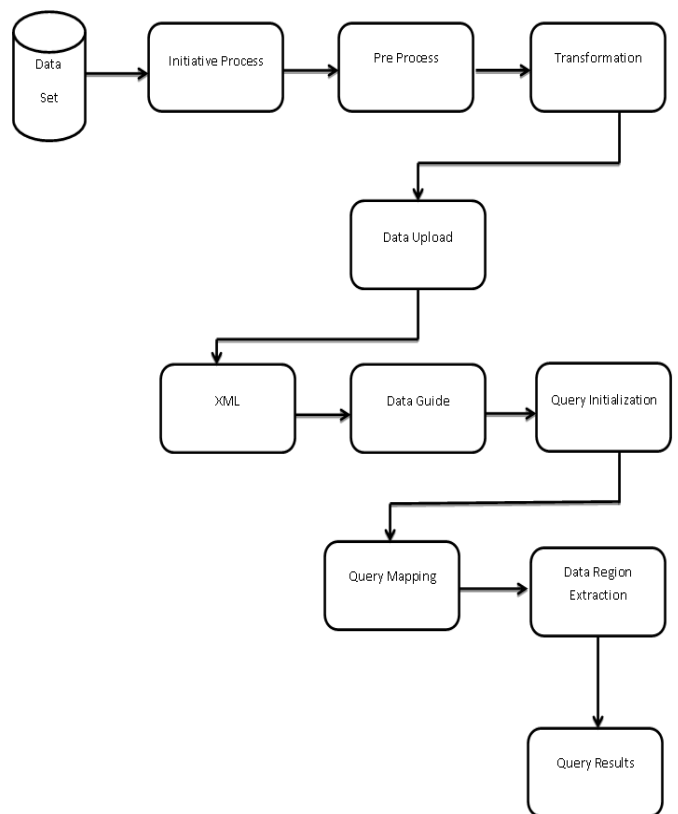 Data
Set
Initiative Process
Pre Process
Transformation
Data Upload
XML
Data Guide
Query Initialization
Query Mapping
Data Region
Extraction
Query Results